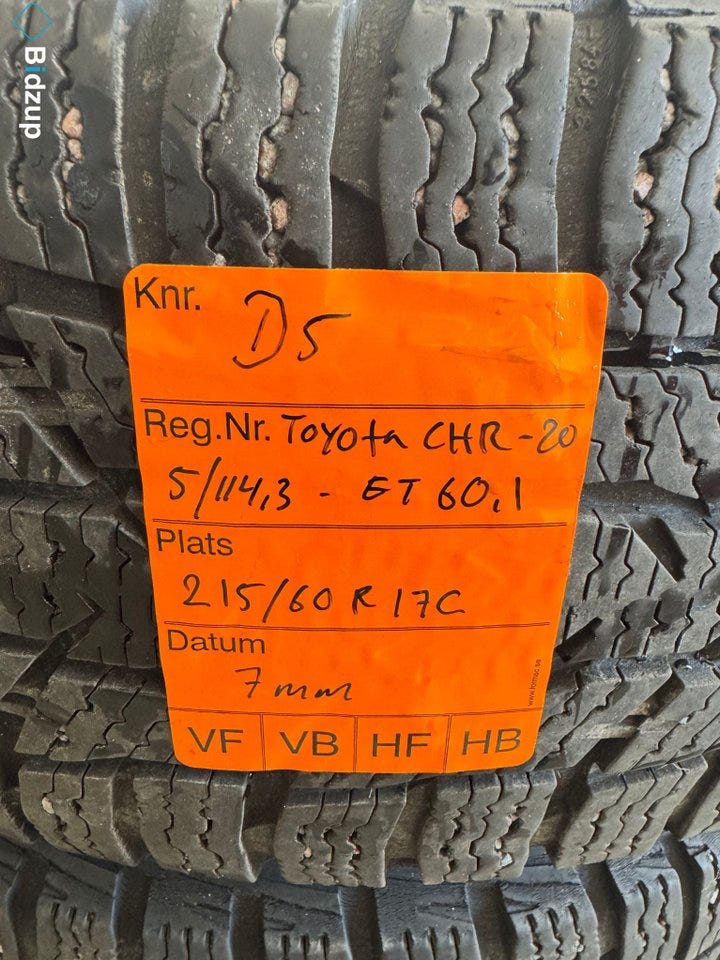 Bidzup
Knr. D5
Reg.Nr. Toyota CHR-20
5/114,3 - ET 60,1
Plats
215/60 R 17C
Datum
7 mm
VF VB HF HB